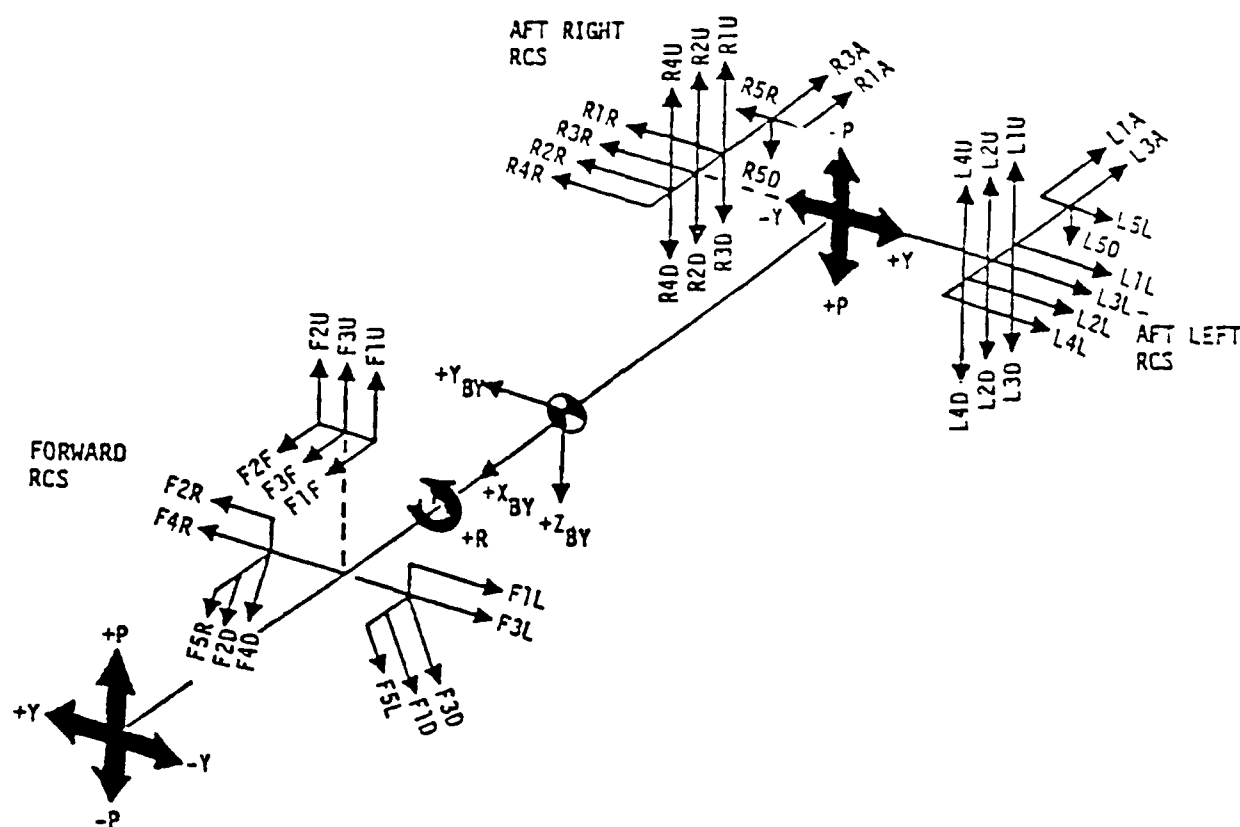 AFT RIGHT
RCS
R4U
R2U
R1U
R3A
R1A
R5R
R1R
R3R
R2R
R4R
-P
R5D
-Y
+Y
+P
R4D
R2D
R3D
L4U
L2U
L1U
L1A
L3A
L5L
L5D
L1L
L3L
L2L
L4L
AFT LEFT
RCS
L4D
L2D
L3D
F2U
F3U
F1U
+Y BY
FORWARD
RCS
F2F
F3F
F1F
+X BY
+Z BY
+R
F2R
F4R
F1L
F3L
F5R
F2D
F4D
F5L
F1D
F3D
+P
+Y
-Y
-P